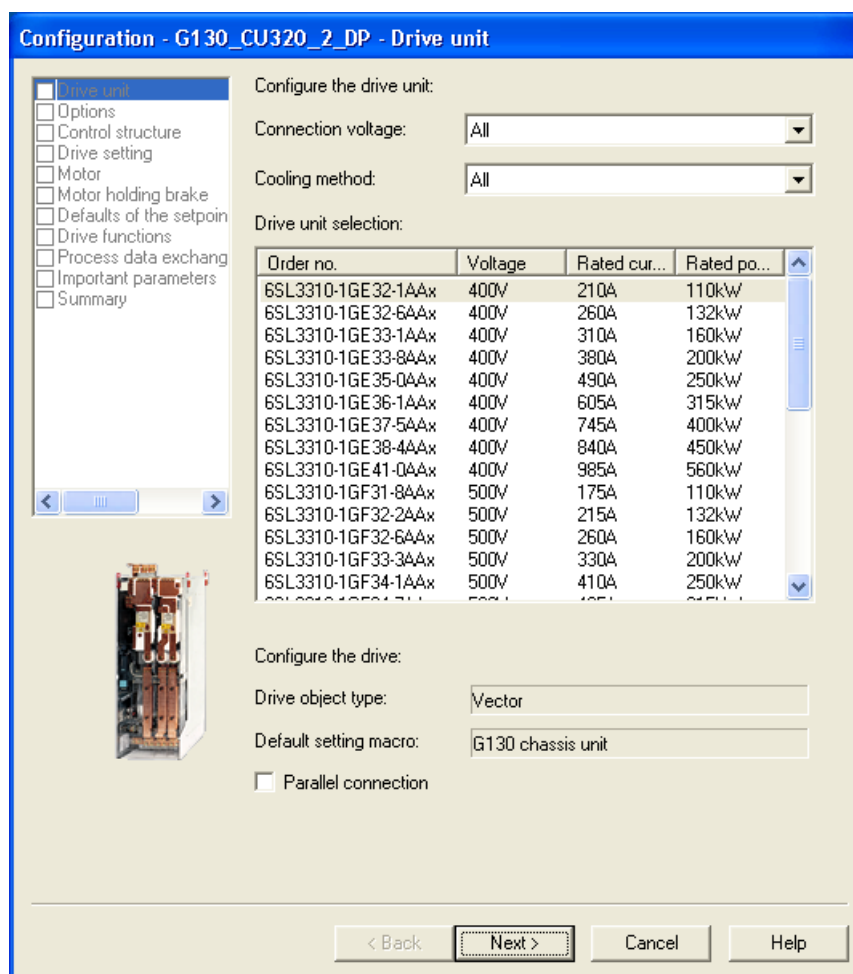 Configuration - G130_CU320_2_DP - Drive unit
Drive unit
Options
Control structure
Drive setting
Motor
Motor holding brake
Defaults of the setpoin
Drive functions
Process data exchang
Important parameters
Summary
Configure the drive unit:
Connection voltage: All
Cooling method: All
Drive unit selection:
Order no. Voltage Rated cur... Rated po...
6SL3310-1GE32-1AAx 400V 210A 110kW
6SL3310-1GE32-6AAx 400V 260A 132kW
6SL3310-1GE33-1AAx 400V 310A 160kW
6SL3310-1GE33-8AAx 400V 380A 200kW
6SL3310-1GE35-0AAx 400V 490A 250kW
6SL3310-1GE36-1AAx 400V 605A 315kW
6SL3310-1GE37-5AAx 400V 745A 400kW
6SL3310-1GE38-4AAx 400V 840A 450kW
6SL3310-1GE41-0AAx 400V 985A 560kW
6SL3310-1GF31-8AAx 500V 175A 110kW
6SL3310-1GF32-2AAx 500V 215A 132kW
6SL3310-1GF32-6AAx 500V 260A 160kW
6SL3310-1GF33-3AAx 500V 330A 200kW
6SL3310-1GF34-1AAx 500V 410A 250kW
Configure the drive:
Drive object type: Vector
Default setting macro: G130 chassis unit
Parallel connection
< Back Next > Cancel Help